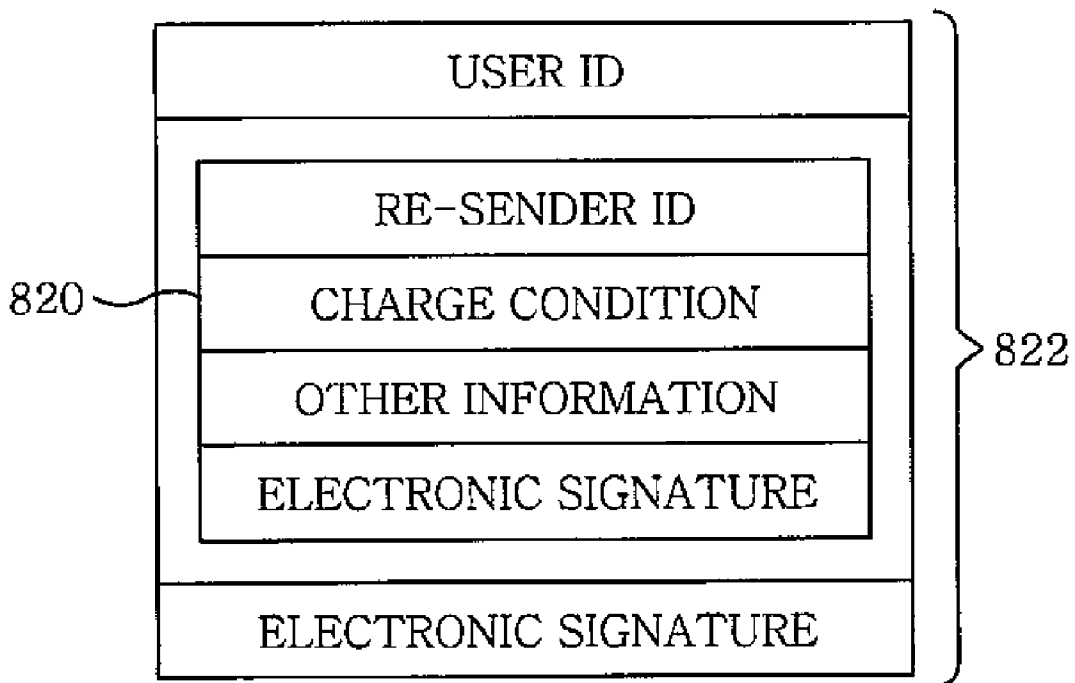 USER ID
RE-SENDER ID
820
CHARGE CONDITION
822
OTHER INFORMATION
ELECTRONIC SIGNATURE
ELECTRONIC SIGNATURE